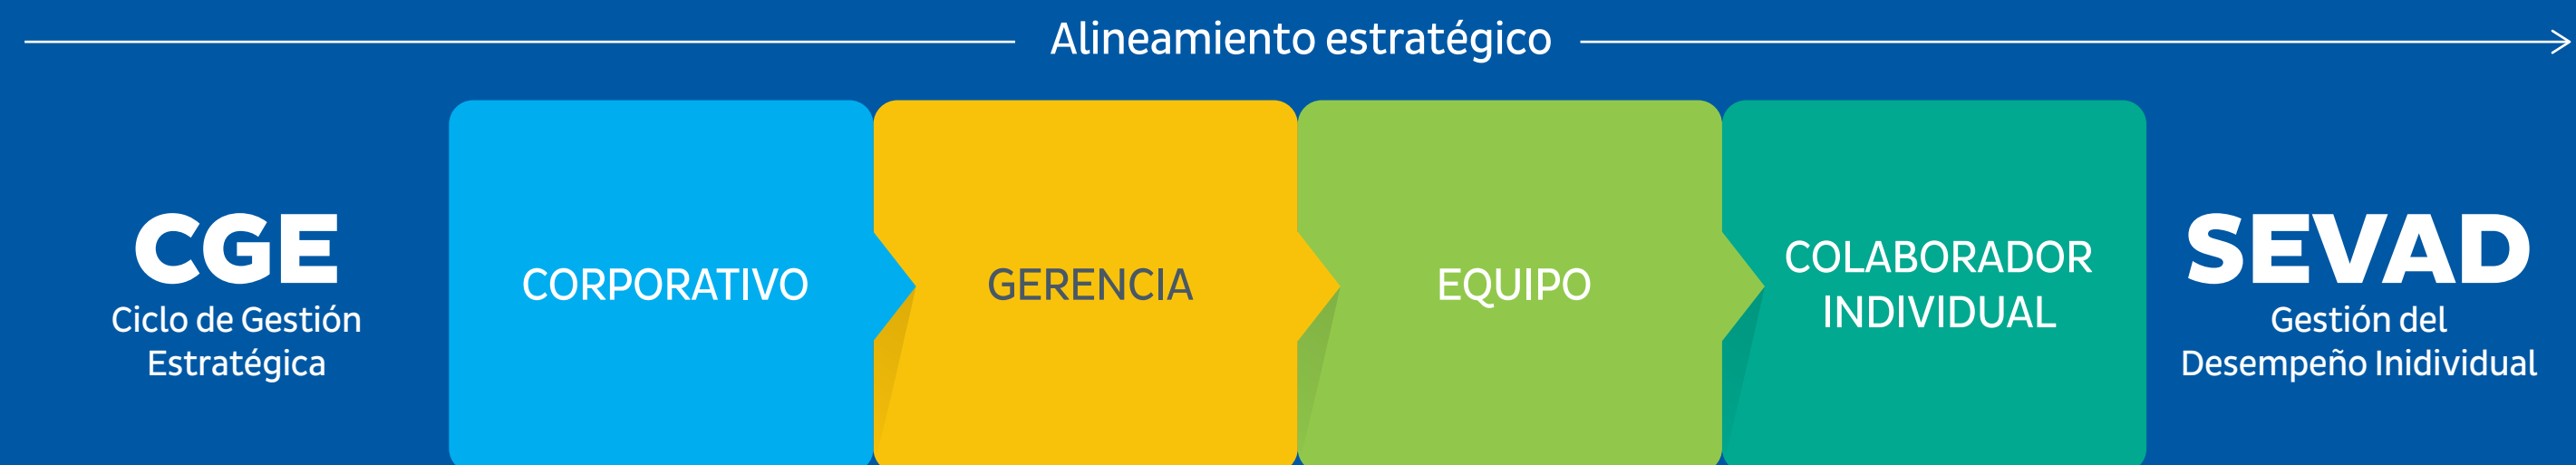 Alineamiento estratégico
CGE
Ciclo de Gestión
Estratégica
CORPORATIVO
GERENCIA
EQUIPO
COLABORADOR
INDIVIDUAL
SEVAD
Gestión del
Desempeño Inidividual